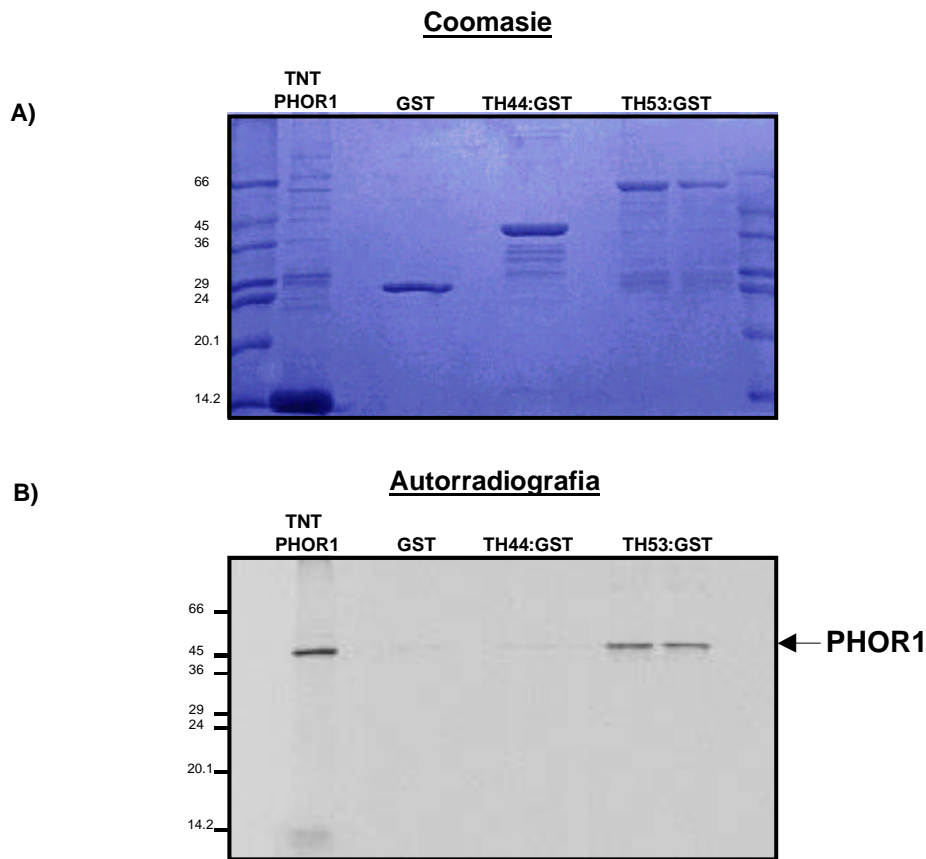 Coomasie
A)
TNT
PHOR1 GST TH44:GST TH53:GST
66
45
36
29
24
20.1
14.2
Autorradiografia
B)
TNT
PHOR1 GST TH44:GST TH53:GST
66
45
36
29
24
20.1
14.2
PHOR1